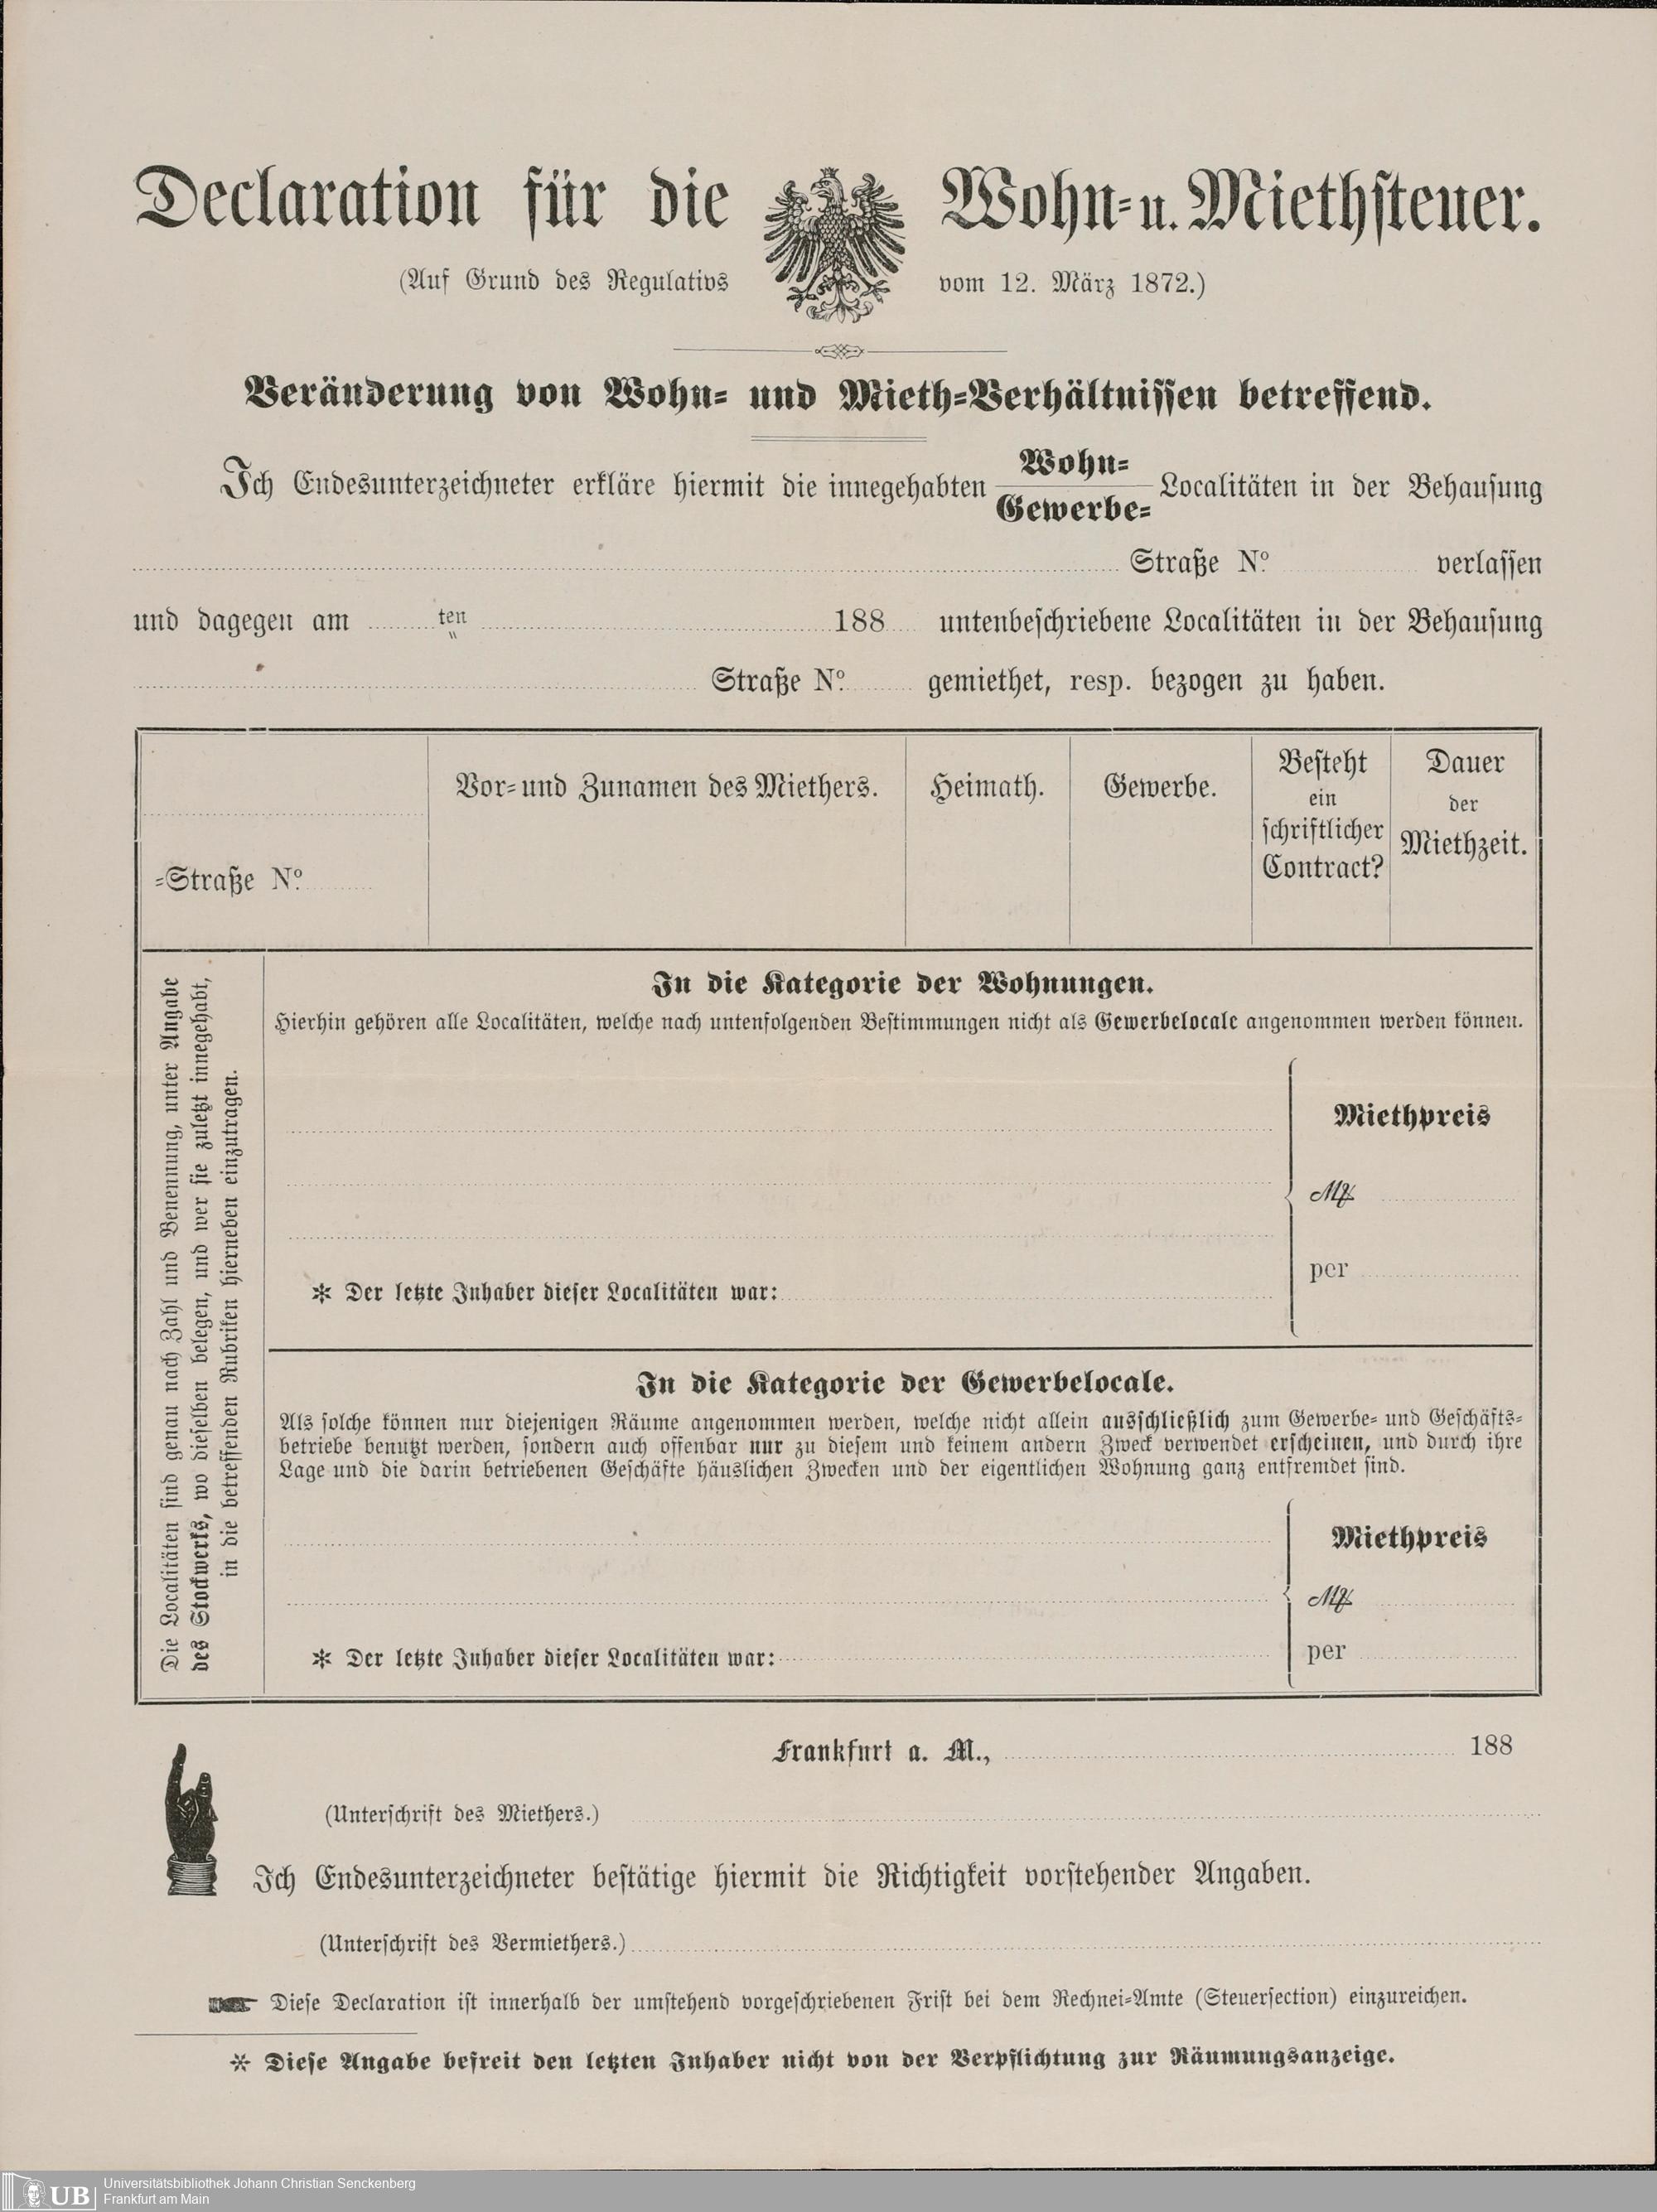 Declaration für die Wohn- u. Miethsteuer.
(Auf Grund des Regulativs vom 12. März 1872.)
Veränderung von Wohn- und Mieth-Verhältnissen betreffend.
Ich Endesunterzeichneter erkläre hiermit die innegehabten Wohn- Gewerbe- Localitäten in der Behausung
Straße No. verlassen
und dagegen am ten 188 untenbeschriebene Localitäten in der Behausung
Straße No. gemiethet, resp. bezogen zu haben.
-Straße No.
Vor- und Zunamen des Miethers.
Heimath.
Gewerbe.
Besteht
ein
schriftlicher
Contract?
Dauer
der
Miethzeit.
Die Localitäten sind genau nach Zahl und Benennung, unter Angabe
des Stockwerks, wo dieselben belegen, und wer sie zuletzt innegehabt,
in die betreffenden Rubriken hierneben einzutragen.
In die Kategorie der Wohnungen.
Hierhin gehören alle Localitäten, welche nach untenfolgenden Bestimmungen nicht als Gewerbelocale angenommen werden können.
Miethpreis
M
per
* Der letzte Inhaber dieser Localitäten war:
In die Kategorie der Gewerbelocale.
Als solche können nur diejenigen Räume angenommen werden, welche nicht allein ausschließlich zum Gewerbe- und Geschäfts-
betriebe benutzt werden, sondern auch offenbar nur zu diesem und keinem andern Zweck verwendet erscheinen, und durch ihre
Lage und die darin betriebenen Geschäfte häuslichen Zwecken und der eigentlichen Wohnung ganz entfremdet sind.
Miethpreis
M
per
* Der letzte Inhaber dieser Localitäten war:
Frankfurt a. M., 188
(Unterschrift des Miethers.)
Ich Endesunterzeichneter bestätige hiermit die Richtigkeit vorstehender Angaben.
(Unterschrift des Vermiethers.)
Diese Declaration ist innerhalb der umstehend vorgeschriebenen Frist bei dem Rechnei-Amte (Steuersection) einzureichen.
* Diese Angabe befreit den letzten Inhaber nicht von der Verpflichtung zur Räumungsanzeige.
UB
Universitätsbibliothek Johann Christian Senckenberg
Frankfurt am Main